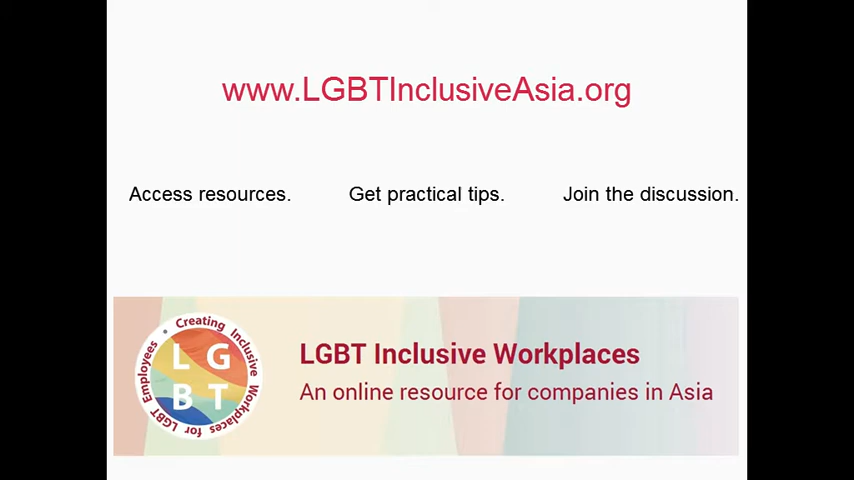 www.LGBTInclusiveAsia.org
Access resources. Get practical tips. Join the discussion.
Creating Inclusive Workplaces for LGBT Employees •
L G
B T
LGBT Inclusive Workplaces
An online resource for companies in Asia